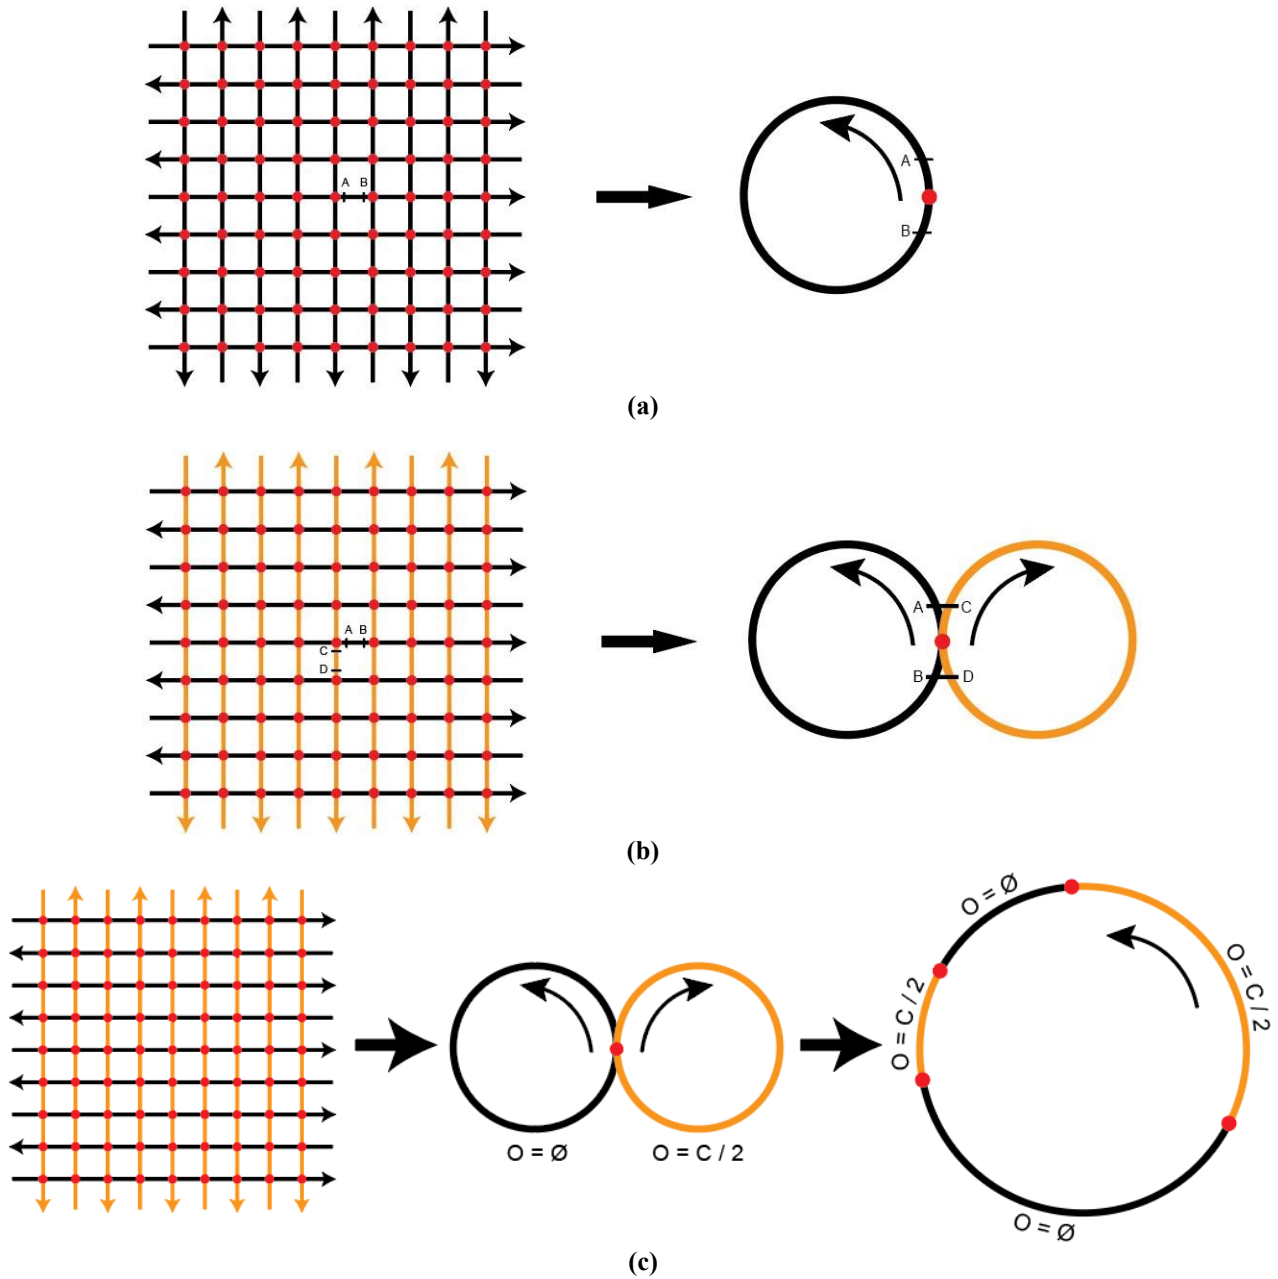 A B
A
B
(a)
A B
C
D
A C
B D
(b)
O = Ø
O = C / 2
O = C / 2
O = Ø
O = C / 2
O = Ø
(c)